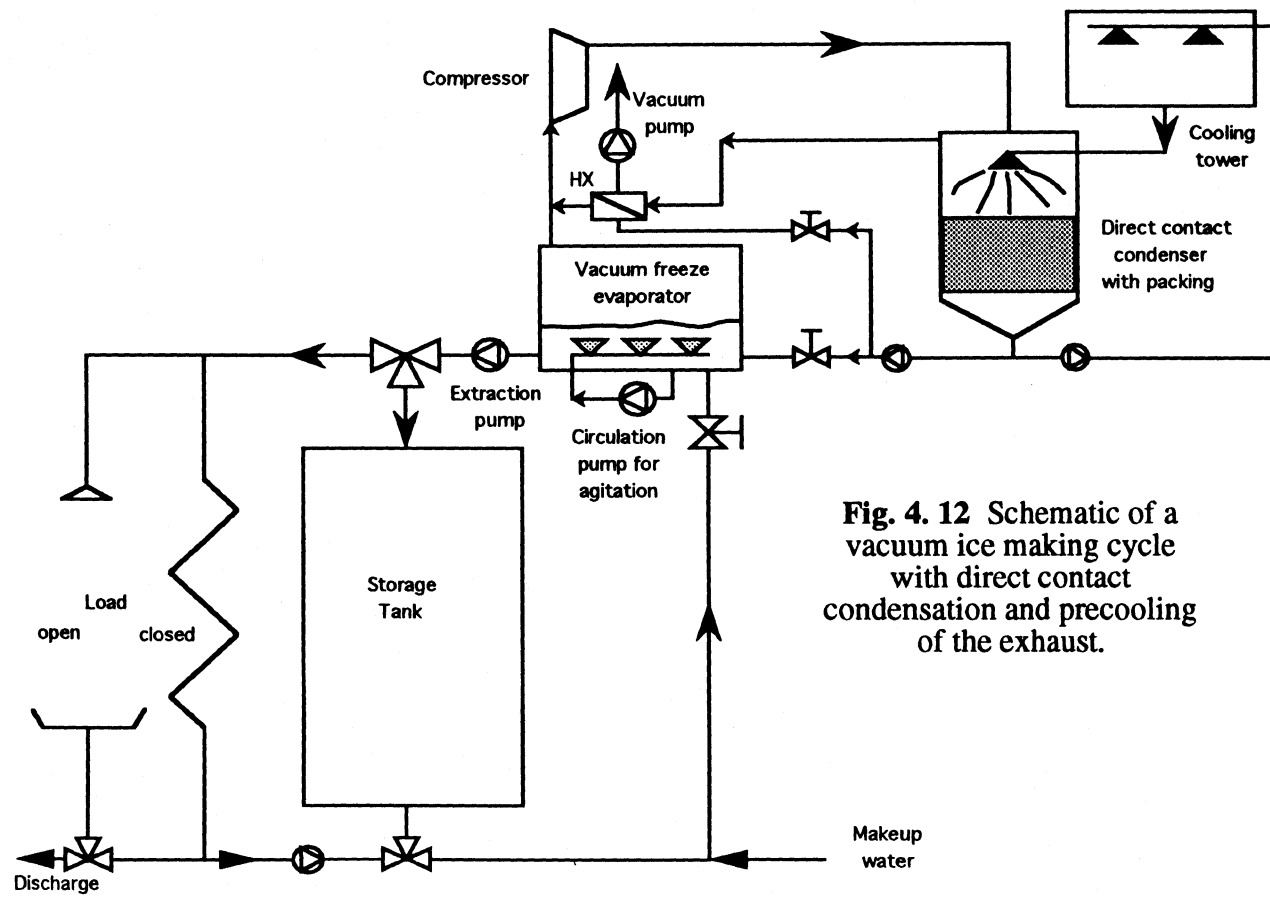 Compressor
Vacuum
pump
HX
Cooling
tower
Direct contact
condenser
with packing
Vacuum freeze
evaporator
Extraction
pump
Circulation
pump for
agitation
Fig. 4. 12 Schematic of a
vacuum ice making cycle
with direct contact
condensation and precooling
of the exhaust.
Storage
Tank
Load
open closed
Makeup
water
Discharge